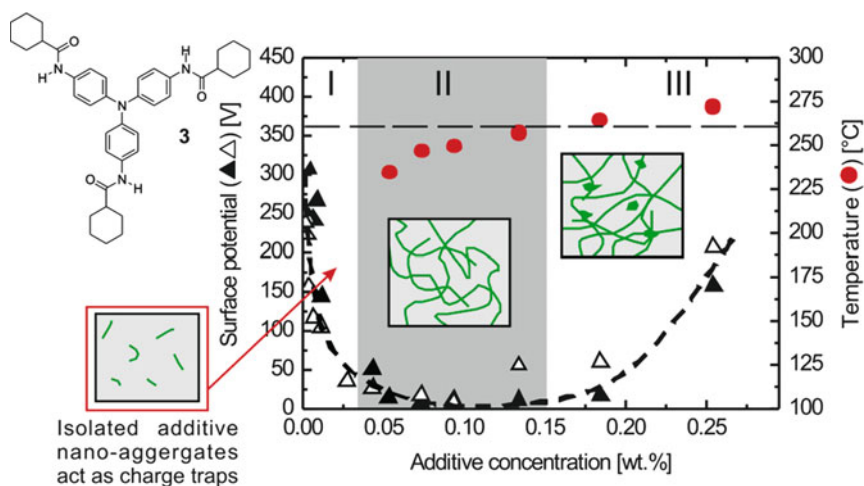 O
N
H
H
N
O
N
3
O
N
H
I
II
III
450
400
350
300
250
200
150
100
50
0
Surface potential (▲△) [V]
0.00
0.05
0.10
0.15
0.20
0.25
Additive concentration [wt.%]
300
275
250
225
200
175
150
125
100
Temperature (●) [°C]
Isolated additive
nano-aggergates
act as charge traps